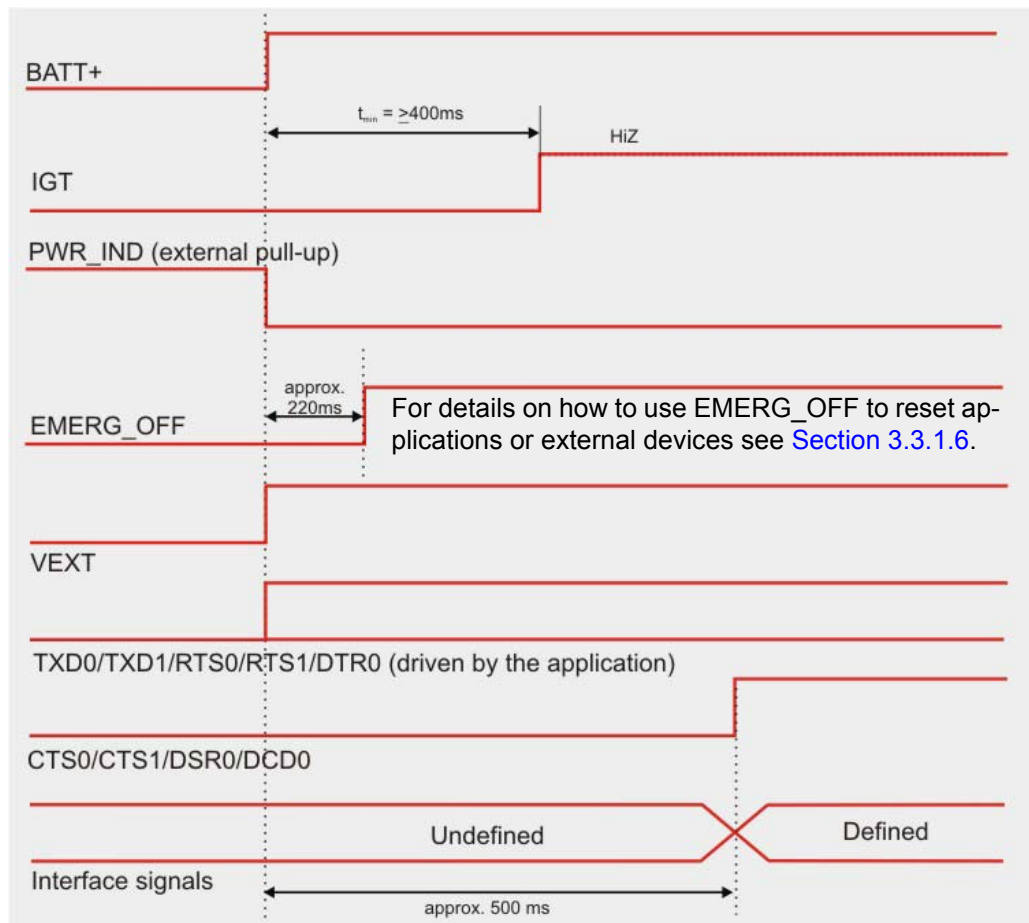 BATT+
tmin = ≥400ms
HiZ
IGT
PWR_IND (external pull-up)
approx.
220ms
For details on how to use EMERG_OFF to reset ap-
plications or external devices see Section 3.3.1.6.
EMERG_OFF
VEXT
TXD0/TXD1/RTS0/RTS1/DTR0 (driven by the application)
CTS0/CTS1/DSR0/DCD0
Undefined
Defined
Interface signals
approx. 500 ms